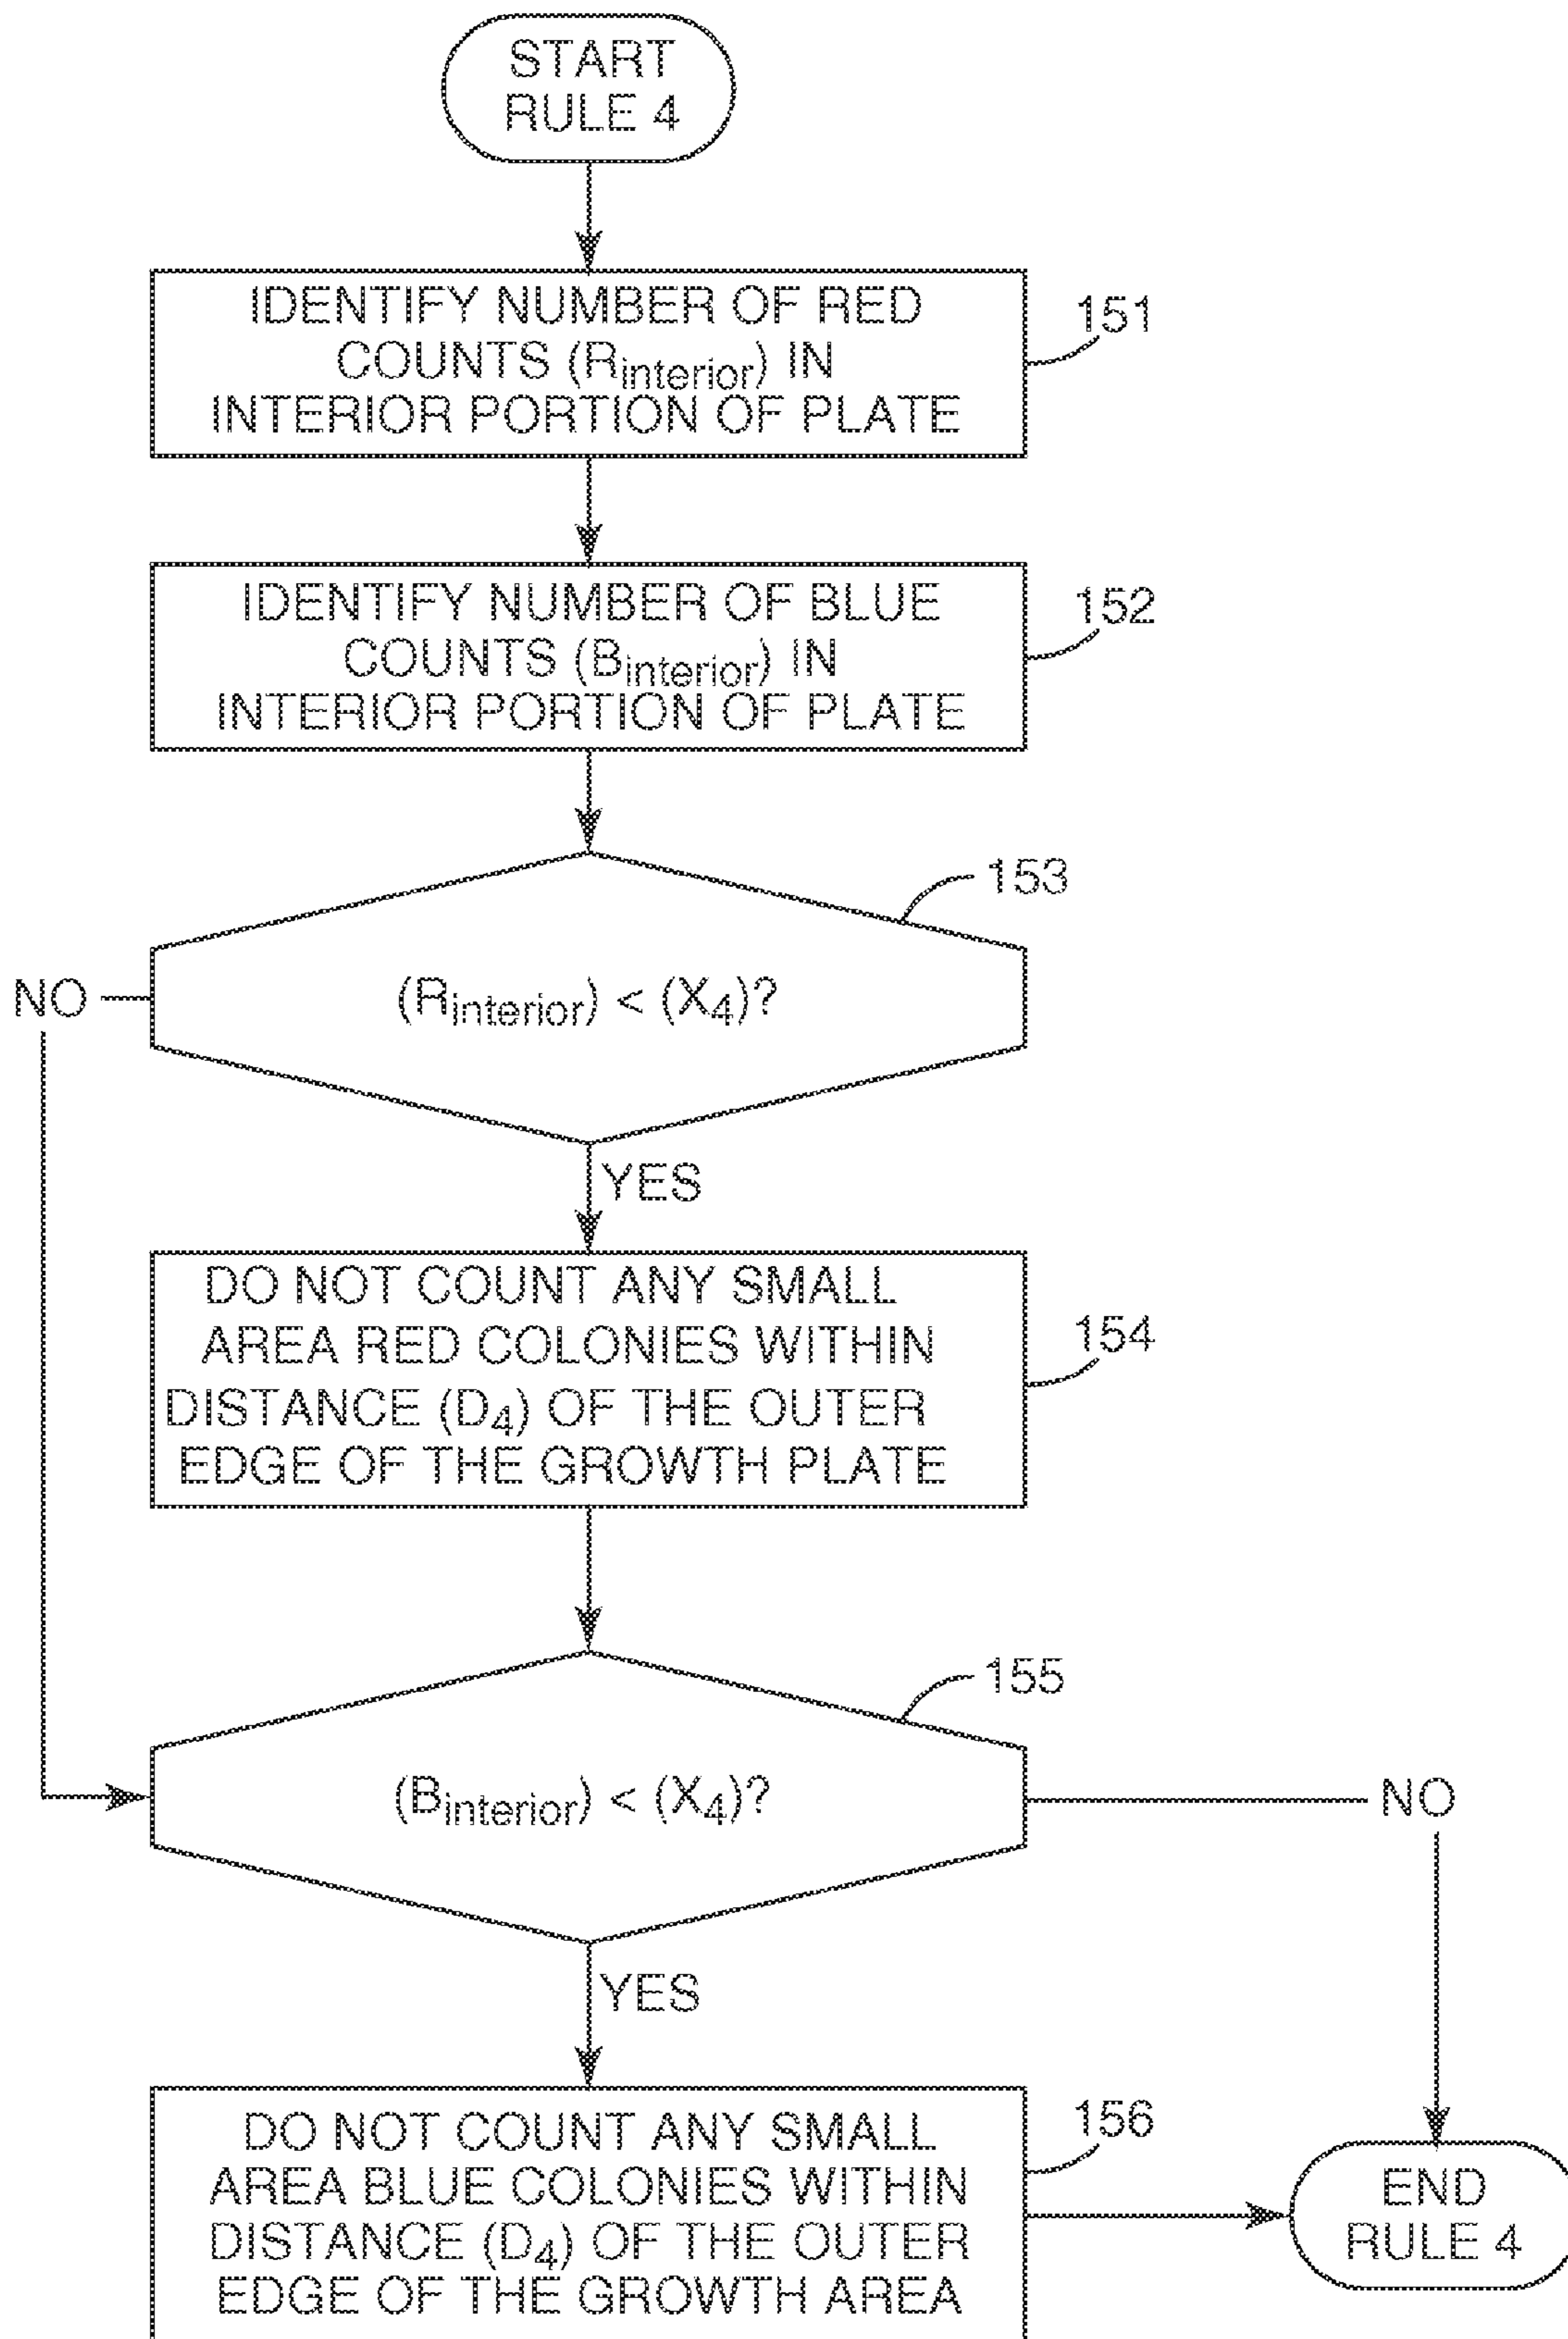 START
RULE 4
IDENTIFY NUMBER OF RED
COUNTS (Rinterior) IN
INTERIOR PORTION OF PLATE
151
IDENTIFY NUMBER OF BLUE
COUNTS (Binterior) IN
INTERIOR PORTION OF PLATE
152
153
NO
(Rinterior) < (X4)?
YES
DO NOT COUNT ANY SMALL
AREA RED COLONIES WITHIN
DISTANCE (D4) OF THE OUTER
EDGE OF THE GROWTH PLATE
154
155
(Binterior) < (X4)?
NO
YES
DO NOT COUNT ANY SMALL
AREA BLUE COLONIES WITHIN
DISTANCE (D4) OF THE OUTER
EDGE OF THE GROWTH AREA
156
END
RULE 4